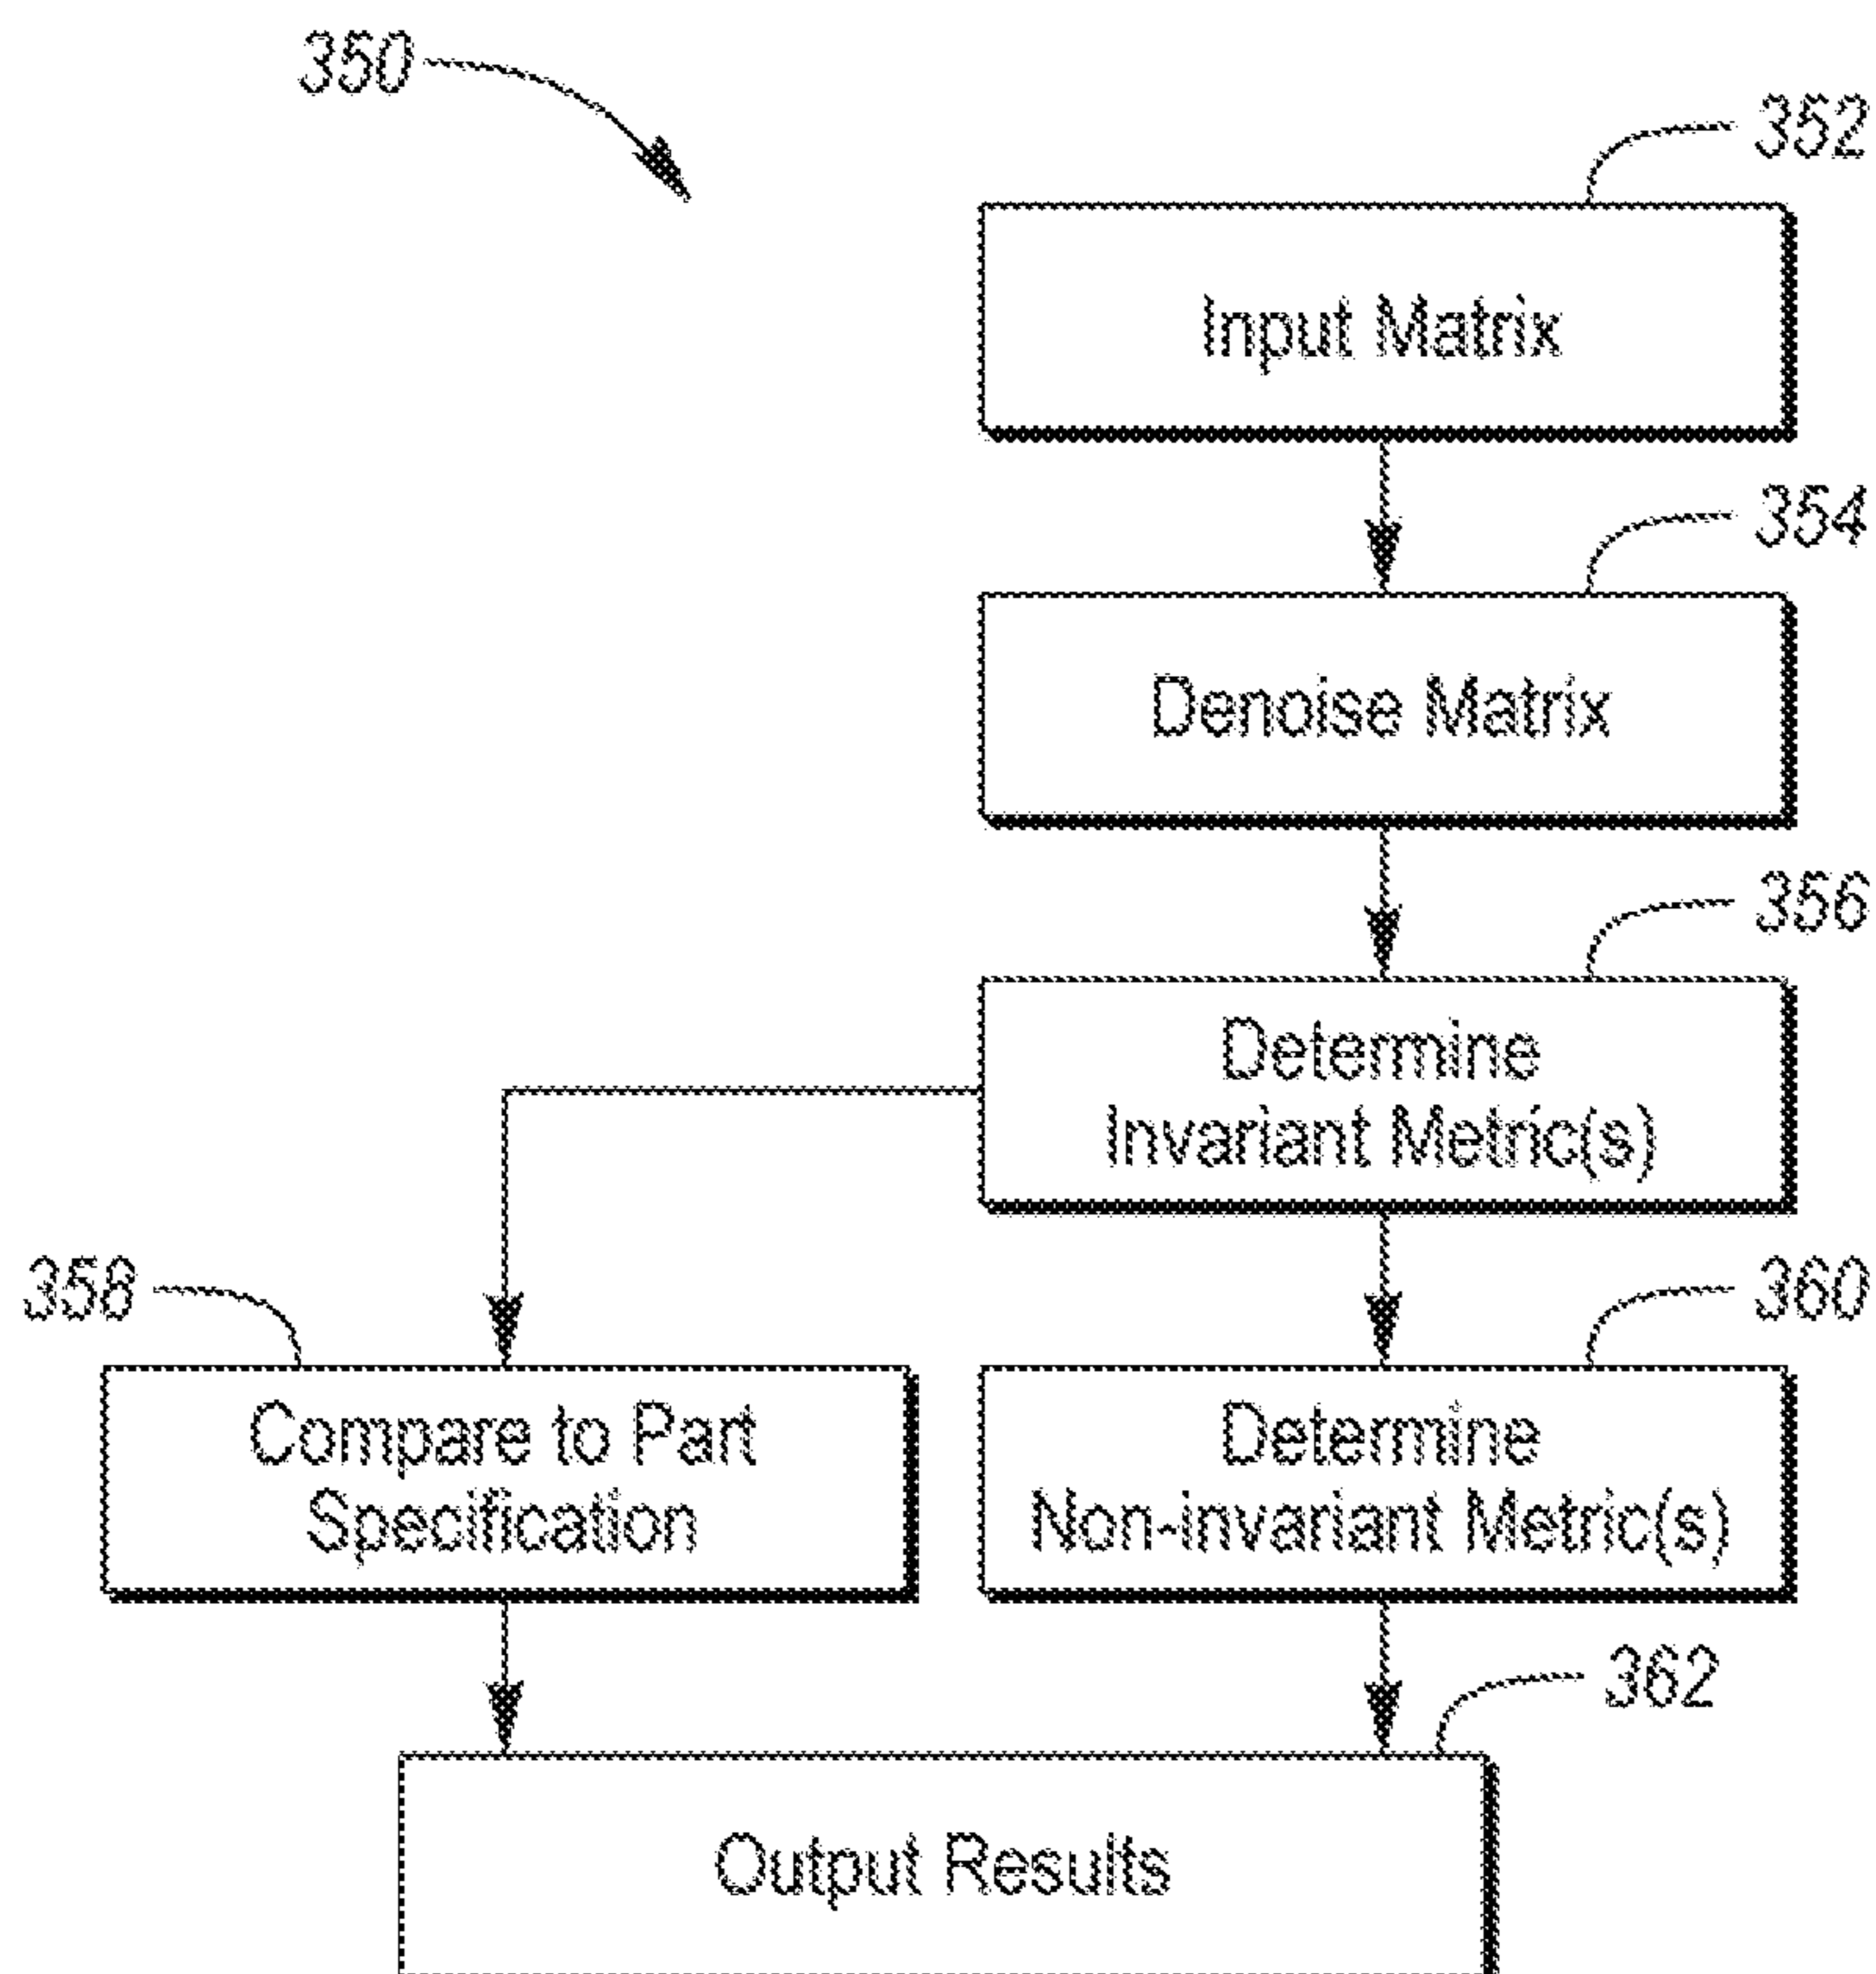 350
352
Input Matrix
354
Denoise Matrix
356
Determine
Invariant Metric(s)
358
360
Compare to Part
Specification
Determine
Non-invariant Metric(s)
362
Output Results